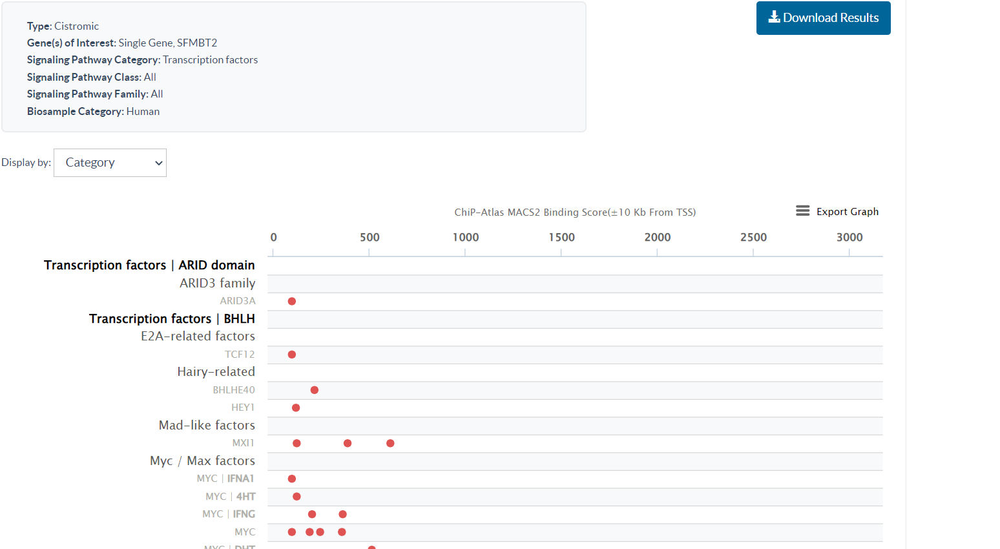 Type: Cistromic
Gene(s) of Interest: Single Gene, SFMBT2
Signaling Pathway Category: Transcription factors
Signaling Pathway Class: All
Signaling Pathway Family: All
Biosample Category: Human
Download Results
Display by: Category
ChiP-Atlas MACS2 Binding Score(±10 Kb From TSS)
Export Graph
0 500 1000 1500 2000 2500 3000
Transcription factors | ARID domain
ARID3 family
ARID3A
Transcription factors | BHLH
E2A-related factors
TCF12
Hairy-related
BHLHE40
HEY1
Mad-like factors
MXI1
Myc / Max factors
MYC | IFNA1
MYC | 4HT
MYC | IFNG
MYC
MYC | DHT